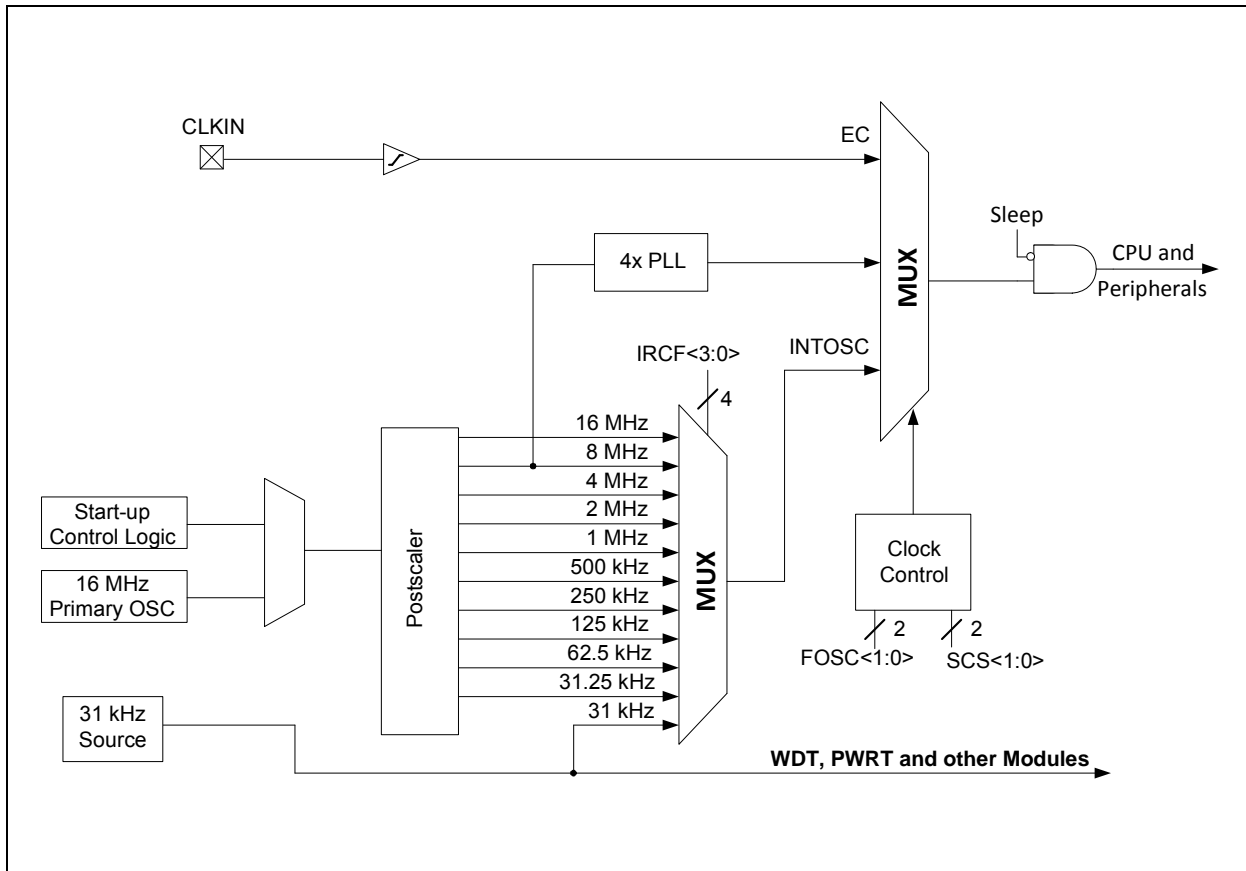 CLKIN
EC
Sleep
4x PLL
MUX
CPU and
Peripherals
IRCF<3:0>
INTOSC
4
16 MHz
8 MHz
4 MHz
2 MHz
1 MHz
500 kHz
250 kHz
125 kHz
62.5 kHz
31.25 kHz
31 kHz
Start-up
Control Logic
16 MHz
Primary OSC
Postscaler
MUX
Clock
Control
2
2
FOSC<1:0>
SCS<1:0>
31 kHz
Source
WDT, PWRT and other Modules